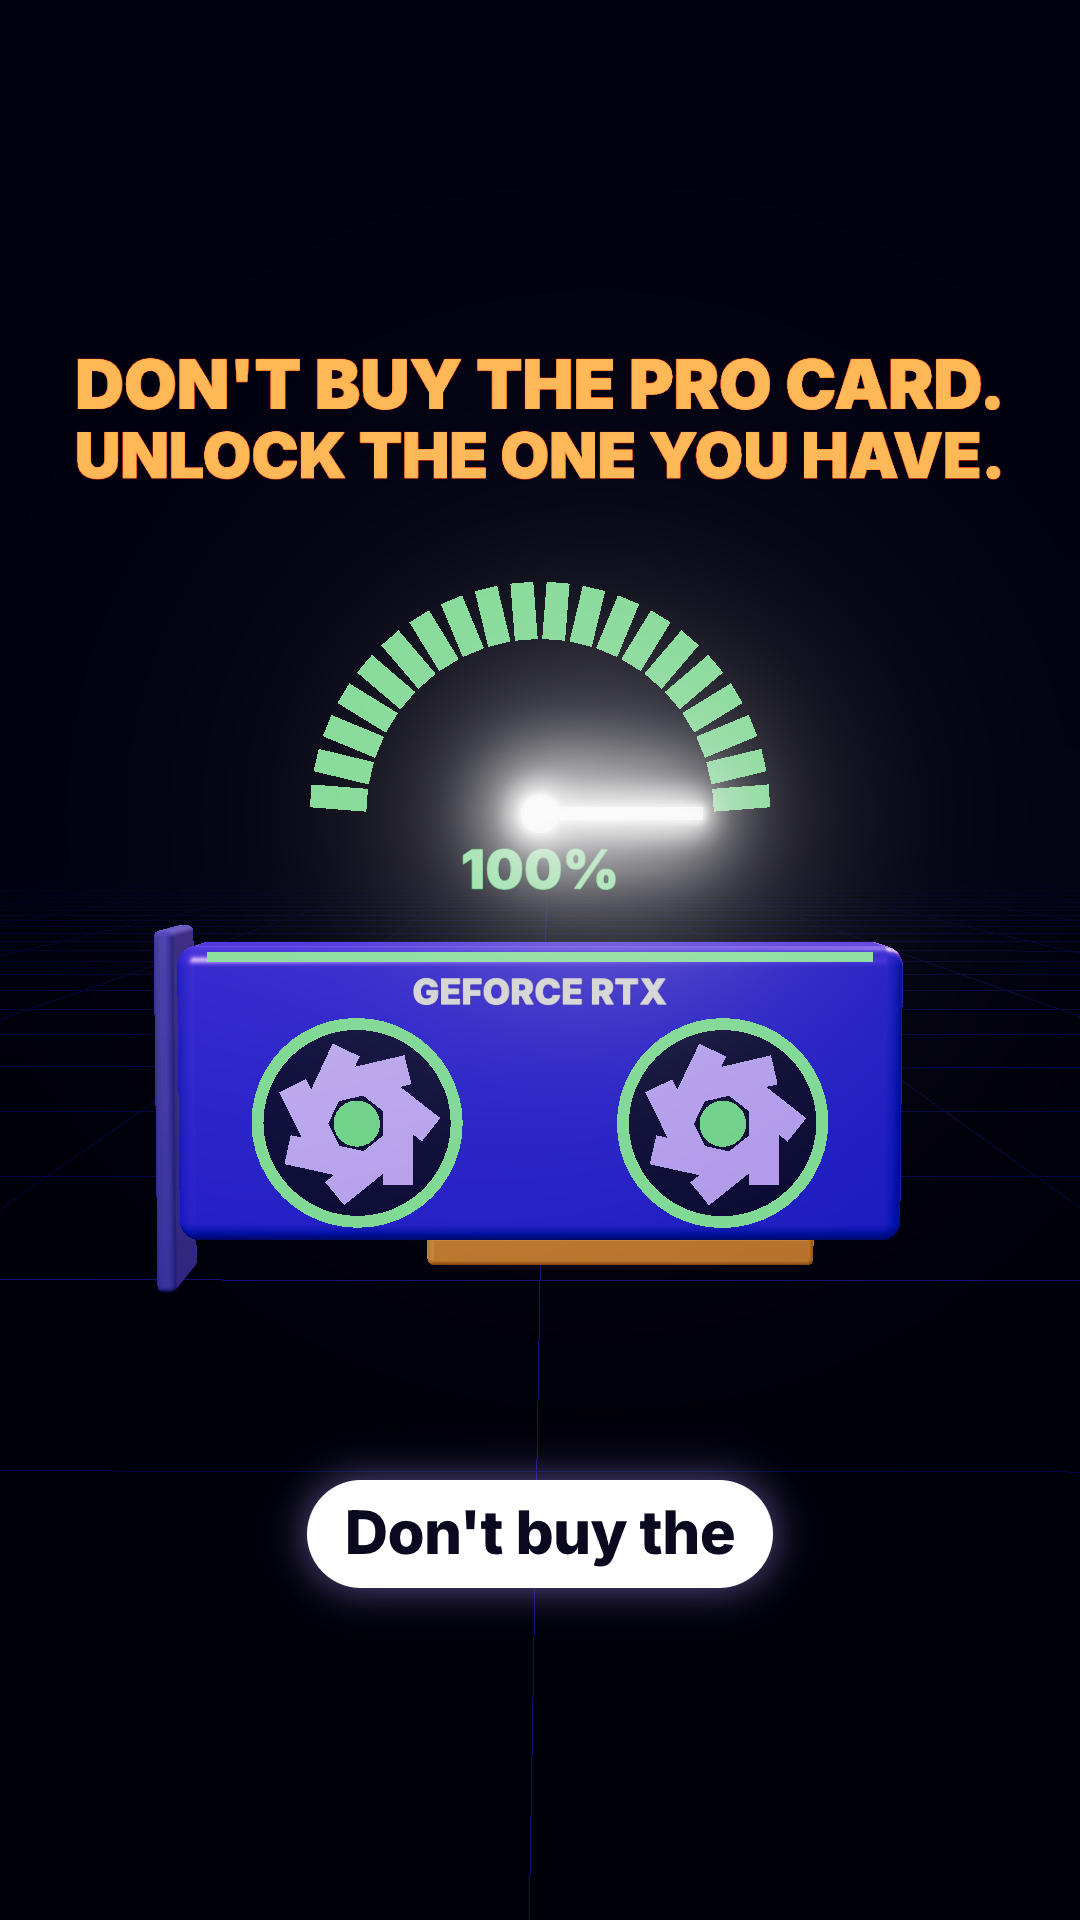 DON'T BUY THE PRO CARD.
UNLOCK THE ONE YOU HAVE.
100%
GEFORCE RTX
Don't buy the